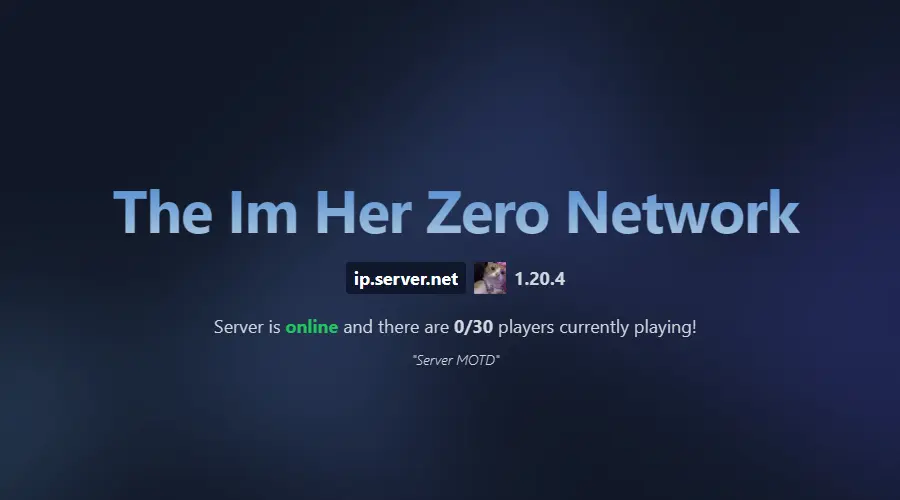 The Im Her Zero Network
ip.server.net 1.20.4
Server is online and there are 0/30 players currently playing!
"Server MOTD"